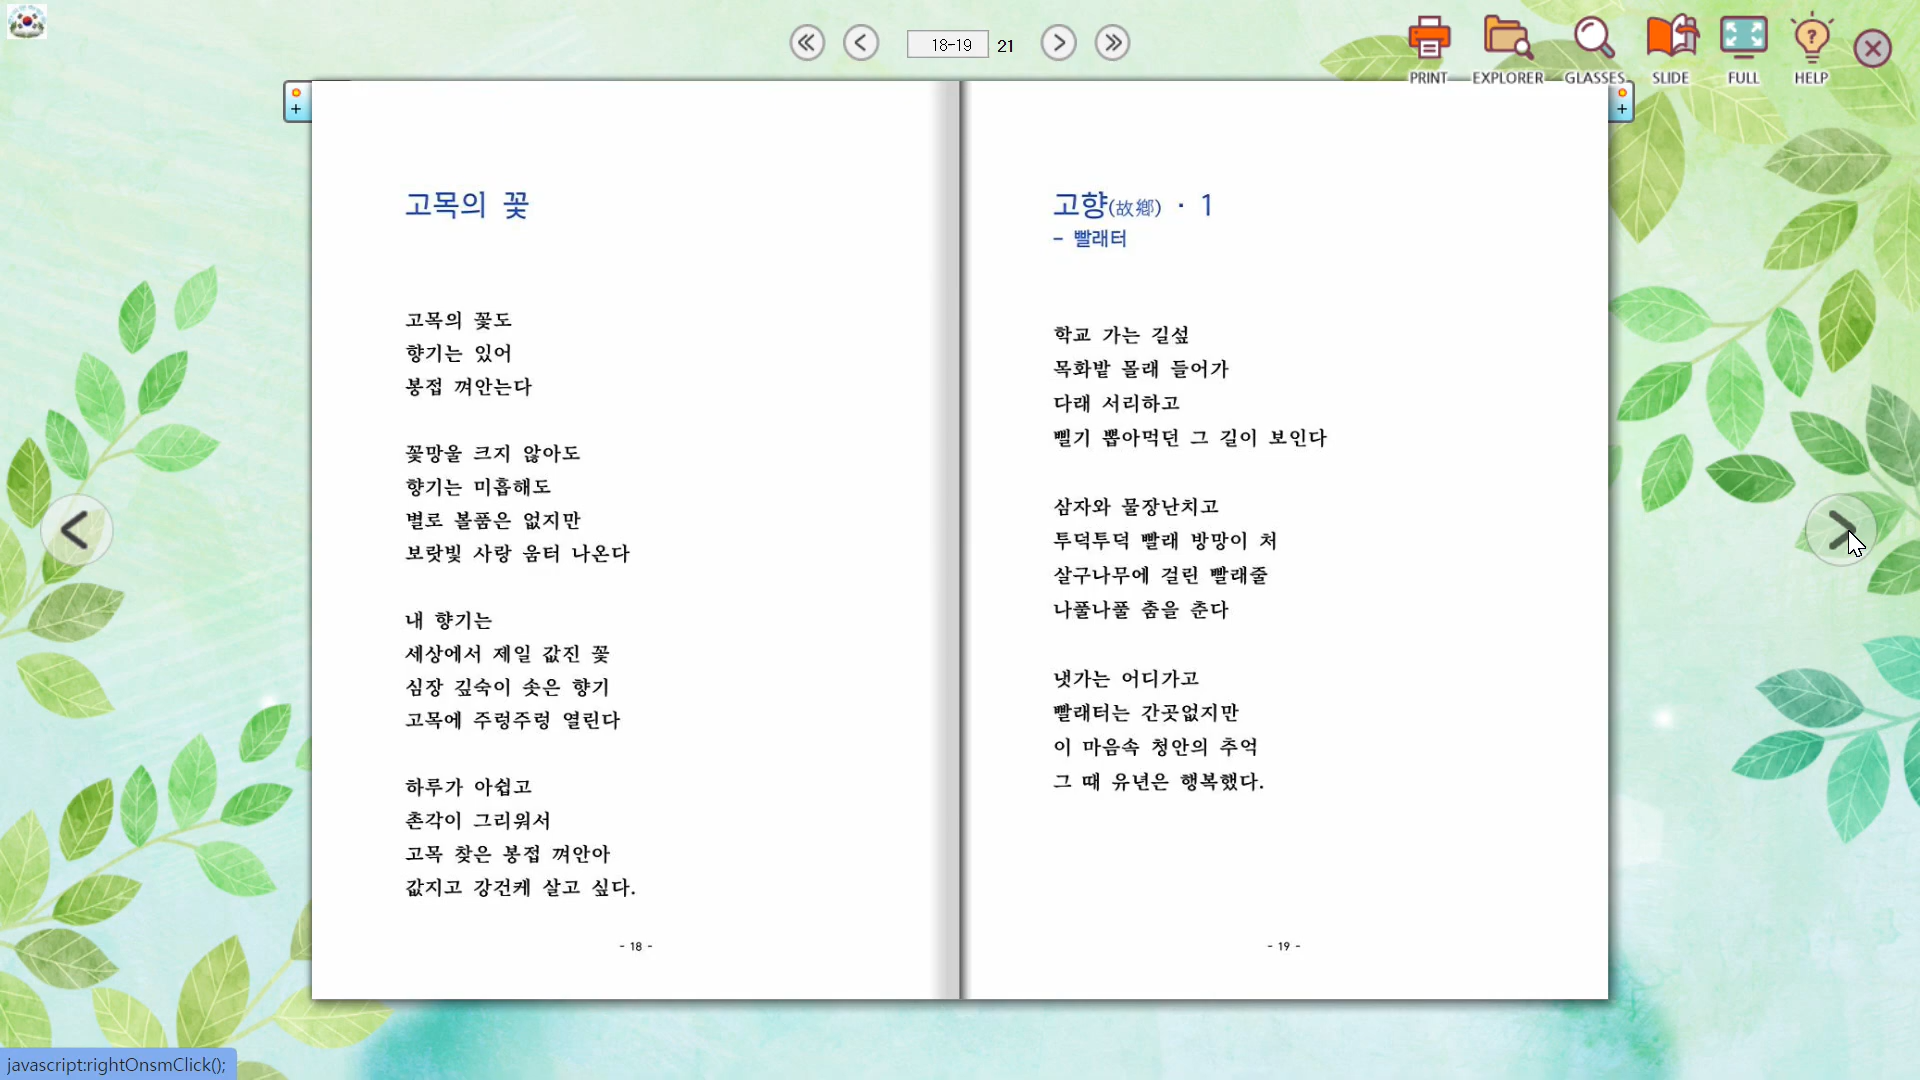 18-19 21
PRINT EXPLORER GLASSES SLIDE FULL HELP
고목의 꽃
고목의 꽃도
향기는 있어
봉접 껴안는다
꽃망울 크지 않아도
향기는 미흡해도
별로 볼품은 없지만
보랏빛 사랑 움터 나온다
내 향기는
세상에서 제일 값진 꽃
심장 깊숙이 솟은 향기
고목에 주렁주렁 열린다
하루가 아쉽고
촌각이 그리워서
고목 찾은 봉접 껴안아
값지고 강건케 살고 싶다.
- 18 -
고향(故鄕) · 1
- 빨래터
학교 가는 길섶
목화밭 몰래 들어가
다래 서리하고
삘기 뽑아먹던 그 길이 보인다
삼자와 물장난치고
투덕투덕 빨래 방망이 처
살구나무에 걸린 빨래줄
나풀나풀 춤을 춘다
냇가는 어디가고
빨래터는 간곳없지만
이 마음속 청안의 추억
그 때 유년은 행복했다.
- 19 -
javascript:rightOnsmClick();